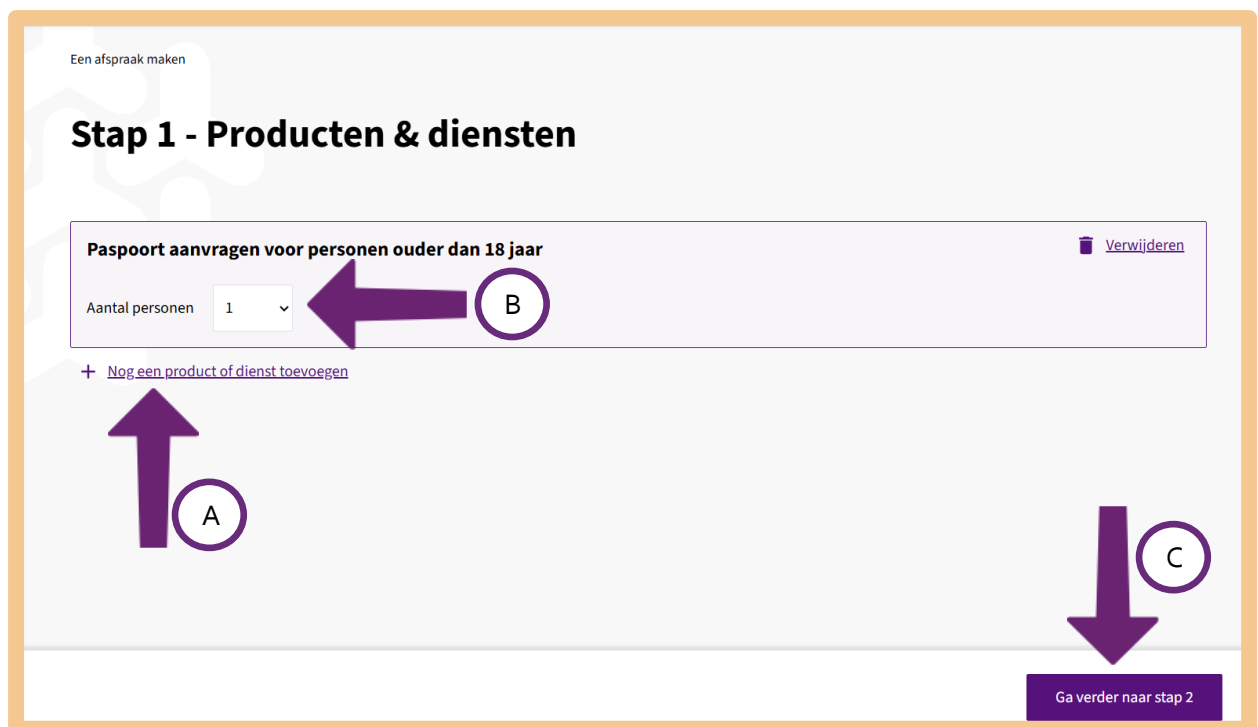 Een afspraak maken
Stap 1 - Producten & diensten
Paspoort aanvragen voor personen ouder dan 18 jaar
Verwijderen
Aantal personen 1
B
+ Nog een product of dienst toevoegen
A
C
Ga verder naar stap 2